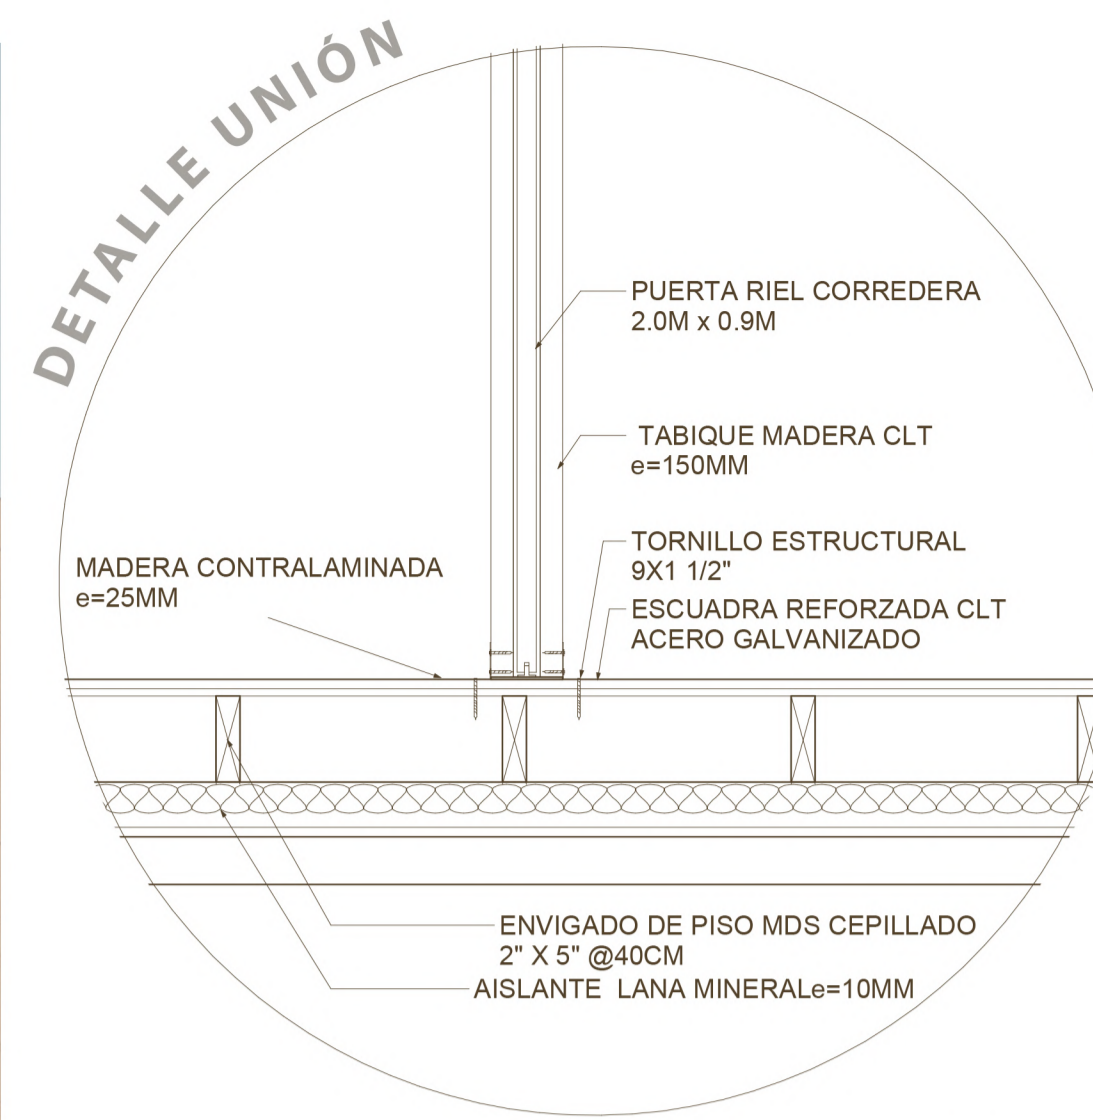 DETALLE UNIÓN
PUERTA RIEL CORREDERA
2.0M x 0.9M
TABIQUE MADERA CLT
e=150MM
TORNILLO ESTRUCTURAL
9X1 1/2"
MADERA CONTRALAMINADA
e=25MM
ESCUADRA REFORZADA CLT
ACERO GALVANIZADO
ENVIGADO DE PISO MDS CEPILLADO
2" X 5" @40CM
AISLANTE LANA MINERALe=10MM